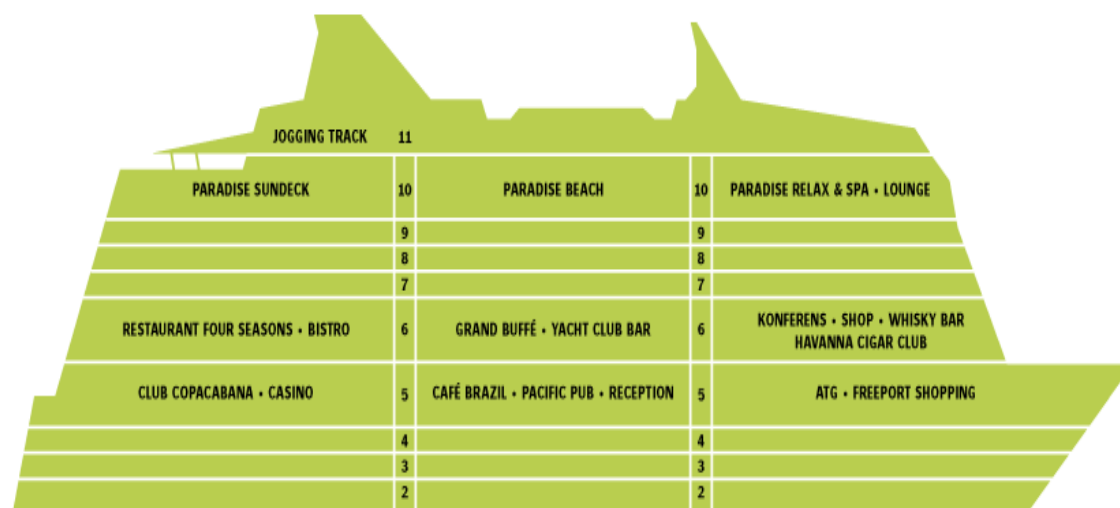 JOGGING TRACK 11
PARADISE SUNDECK 10 PARADISE BEACH 10 PARADISE RELAX & SPA • LOUNGE
9 9
8 8
7 7
RESTAURANT FOUR SEASONS • BISTRO 6 GRAND BUFFÉ • YACHT CLUB BAR 6 KONFERENS • SHOP • WHISKY BAR
HAVANNA CIGAR CLUB
CLUB COPACABANA • CASINO 5 CAFÉ BRAZIL • PACIFIC PUB • RECEPTION 5 ATG • FREEPORT SHOPPING
4 4
3 3
2 2